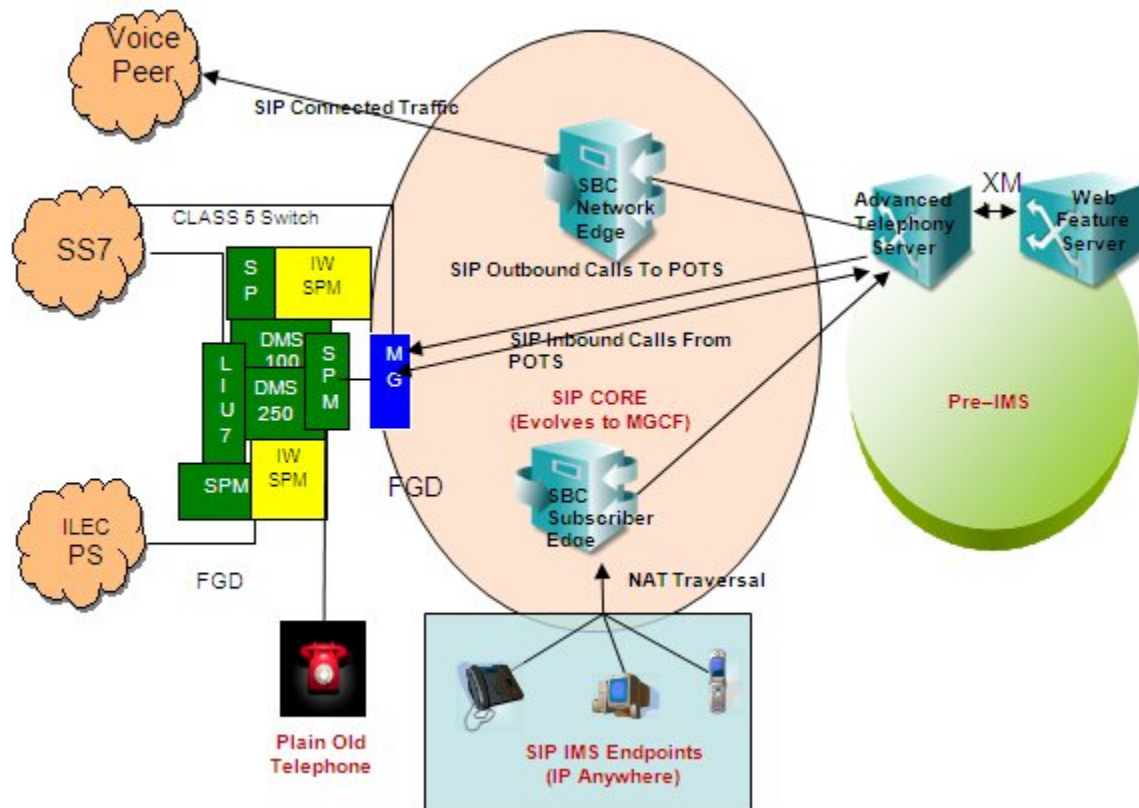 Voice
Peer
SIP Connected Traffic
SBC
Network
Edge
XM
Advanced
Telephony
Server
Web
Feature
Server
CLASS 5 Switch
SS7
S
P
IW
SPM
SIP Outbound Calls To POTS
DMS
100
S
P
M
M
G
SIP Inbound Calls From
POTS
L
I
U
7
DMS
250
SIP CORE
(Evolves to MGCF)
Pre–IMS
IW
SPM
SPM
FGD
SBC
Subscriber
Edge
ILEC
PS
FGD
NAT Traversal
Plain Old
Telephone
SIP IMS Endpoints
(IP Anywhere)